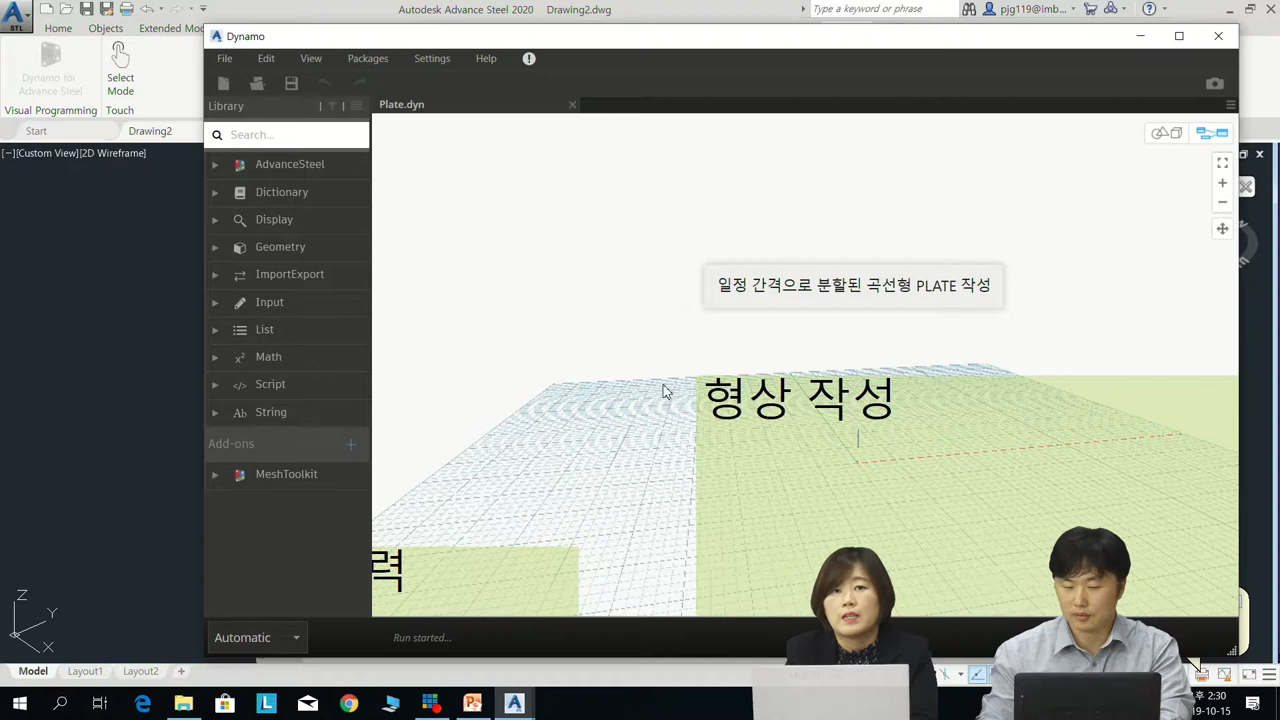 Autodesk Advance Steel 2020 Drawing2.dwg
Type a keyword or phrase
pjg119@lmb...
STL
Home Objects Extended Mo
Dynamo for
Advance Steel
Select
Mode
Visual Programming Touch
Start Drawing2
[−][Custom View][2D Wireframe]
Dynamo
File Edit View Packages Settings Help
Library
Plate.dyn
Search...
AdvanceSteel
Dictionary
Display
Geometry
ImportExport
Input
List
Math
Script
String
Add-ons
MeshToolkit
일정 간격으로 분할된 곡선형 PLATE 작성
형상 작성
력
Automatic
Run started...
Z
Y
X
Model Layout1 Layout2
후 2:30
19-10-15